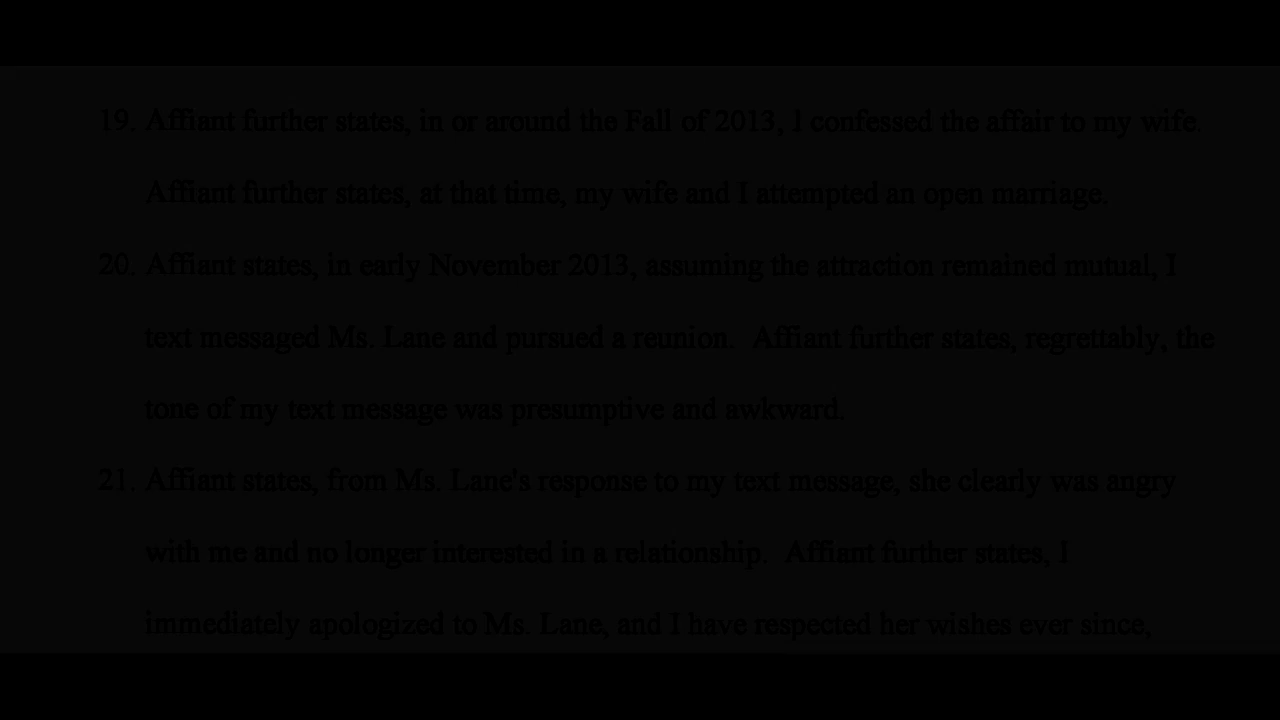 19. Affiant further states, in or around the Fall of 2013, I confessed the affair to my wife.
Affiant further states, at that time, my wife and I attempted an open marriage.
20. Affiant states, in early November 2013, assuming the attraction remained mutual, I
text messaged Ms. Lane and pursued a reunion. Affiant further states, regrettably, the
tone of my text message was presumptive and awkward.
21. Affiant states, from Ms. Lane's response to my text message, she clearly was angry
with me and no longer interested in a relationship. Affiant further states, I
immediately apologized to Ms. Lane, and I have respected her wishes ever since,